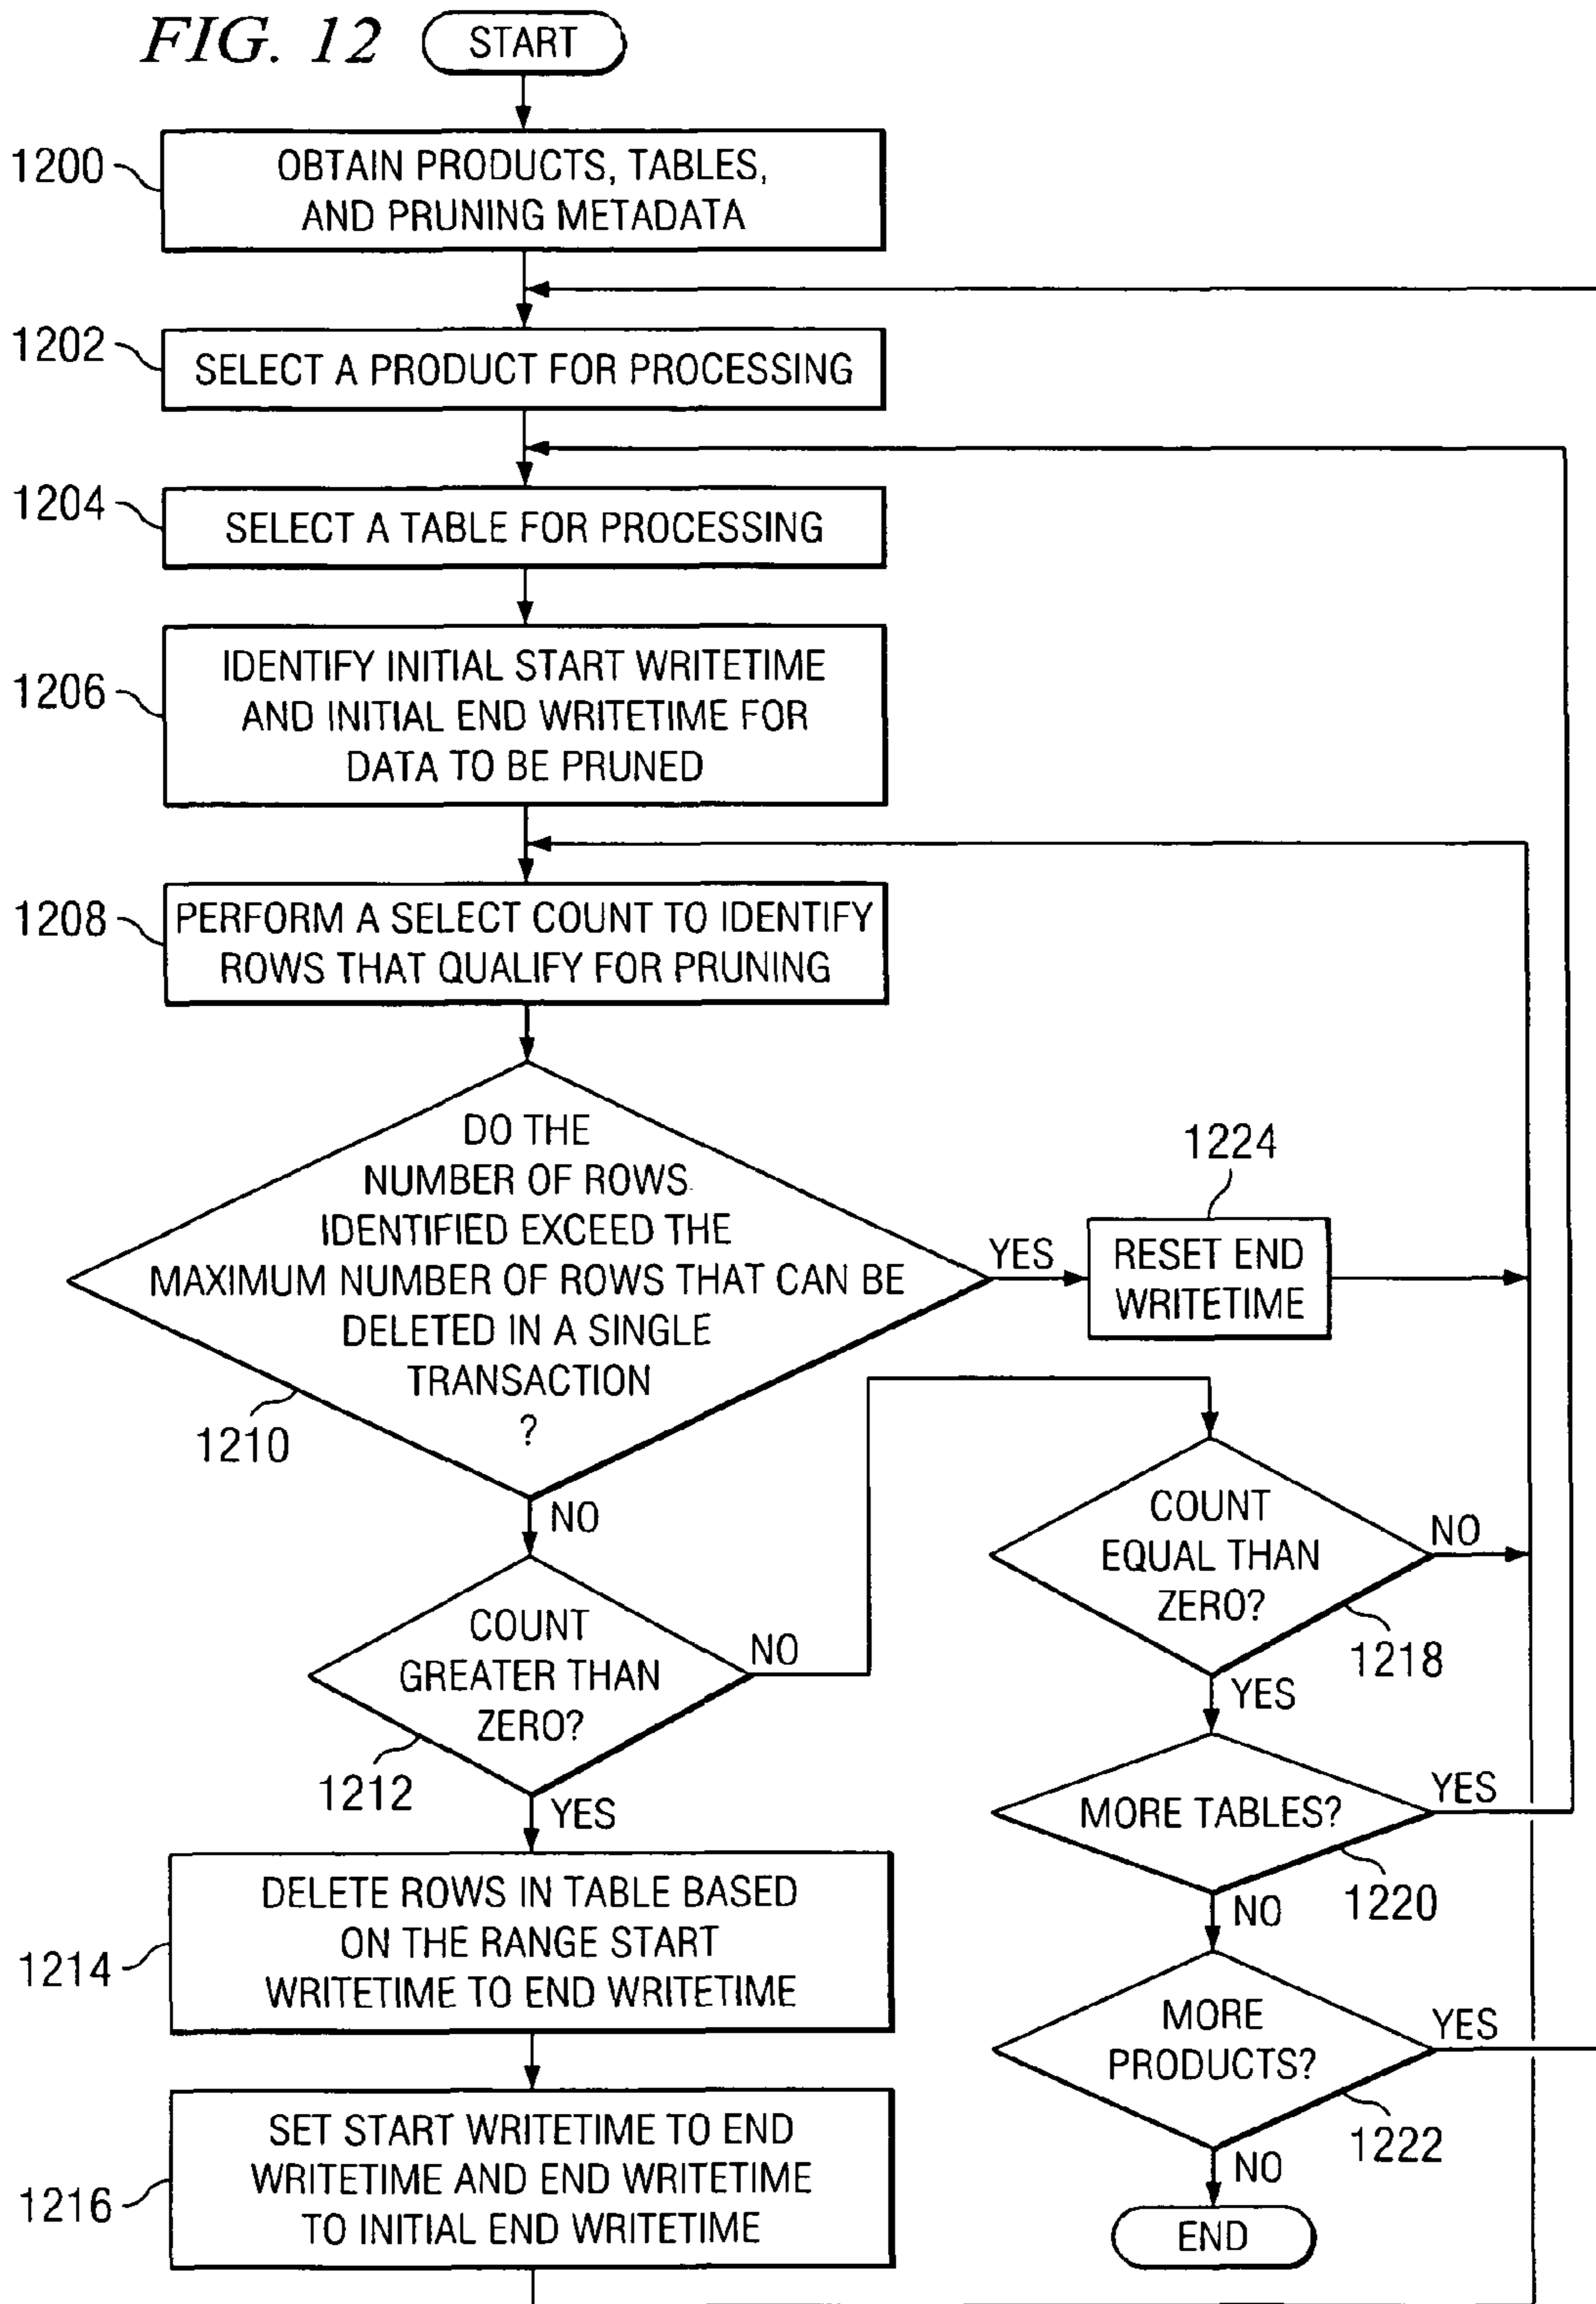 FIG. 12
START
1200
OBTAIN PRODUCTS, TABLES,
AND PRUNING METADATA
1202
SELECT A PRODUCT FOR PROCESSING
1204
SELECT A TABLE FOR PROCESSING
1206
IDENTIFY INITIAL START WRITETIME
AND INITIAL END WRITETIME FOR
DATA TO BE PRUNED
1208
PERFORM A SELECT COUNT TO IDENTIFY
ROWS THAT QUALIFY FOR PRUNING
DO THE
NUMBER OF ROWS
IDENTIFIED EXCEED THE
MAXIMUM NUMBER OF ROWS THAT CAN BE
DELETED IN A SINGLE
TRANSACTION
?
1210
YES
1224
RESET END
WRITETIME
NO
COUNT
GREATER THAN
ZERO?
1212
NO
YES
COUNT
EQUAL THAN
ZERO?
NO
1218
YES
MORE TABLES?
YES
1220
NO
MORE
PRODUCTS?
YES
1222
NO
END
1214
DELETE ROWS IN TABLE BASED
ON THE RANGE START
WRITETIME TO END WRITETIME
1216
SET START WRITETIME TO END
WRITETIME AND END WRITETIME
TO INITIAL END WRITETIME